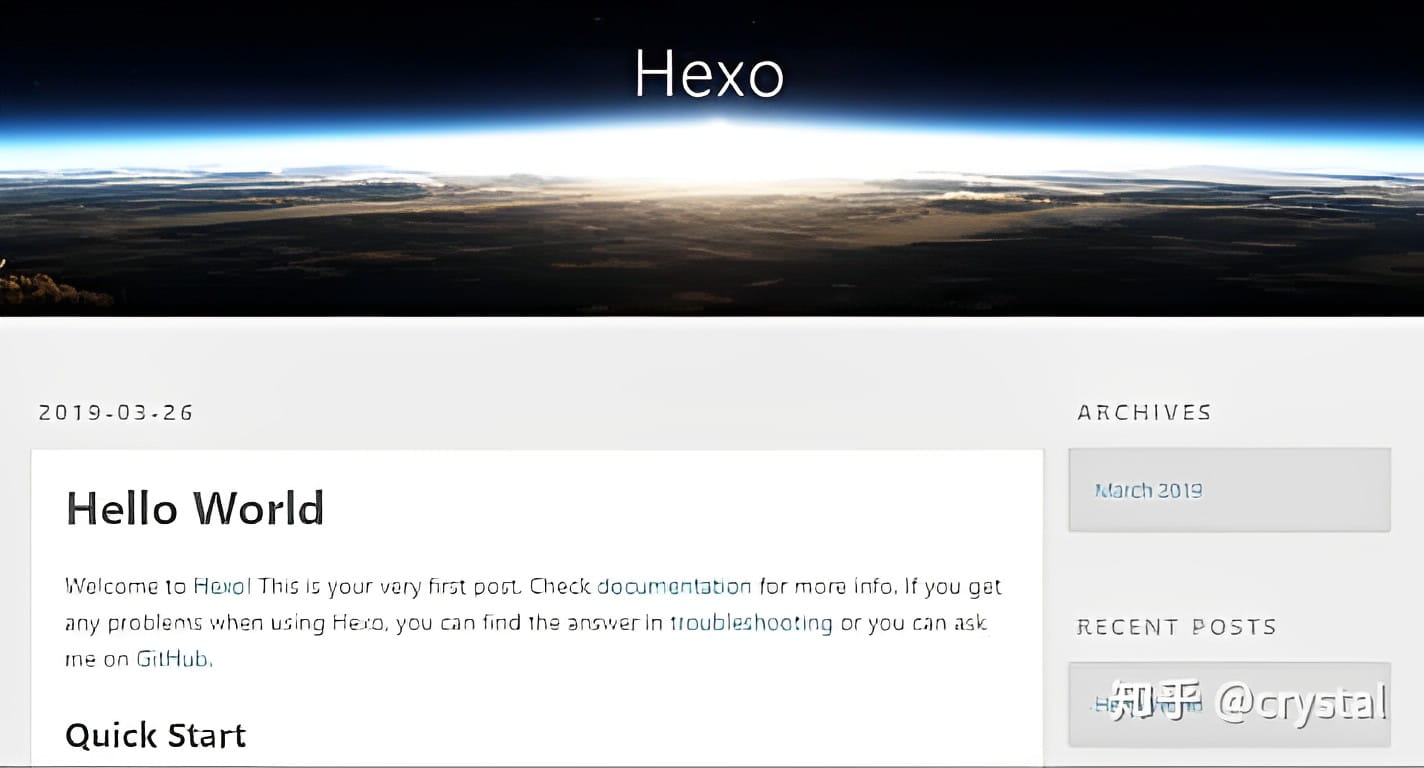 Hexo
2019-03-26
Hello World
Welcome to Hexo! This is your very first post. Check documentation for more info. If you get
any problems when using Hexo, you can find the answer in troubleshooting or you can ask
me on GitHub.
Quick Start
ARCHIVES
March 2019
RECENT POSTS
Hello World
知乎 @crystal